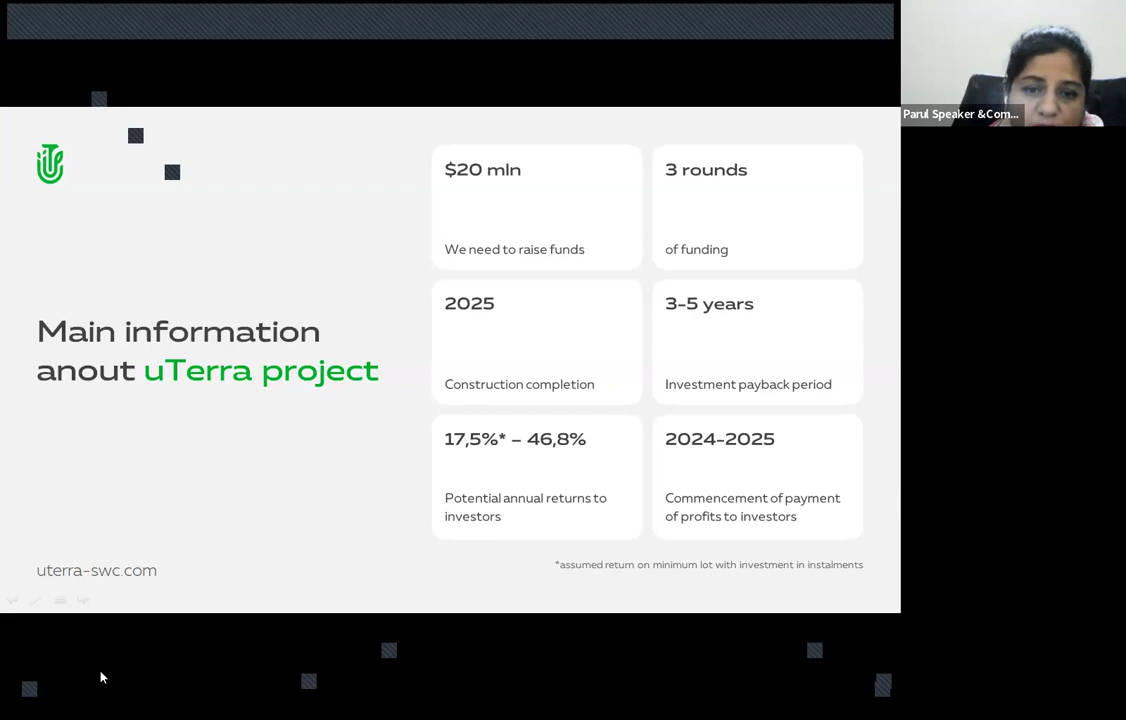 Parul Speaker &Com...
$20 mln
We need to raise funds
3 rounds
of funding
Main information
anout uTerra project
2025
Construction completion
3-5 years
Investment payback period
17,5%* – 46,8%
Potential annual returns to
investors
2024-2025
Commencement of payment
of profits to investors
*assumed return on minimum lot with investment in instalments
uterra-swc.com